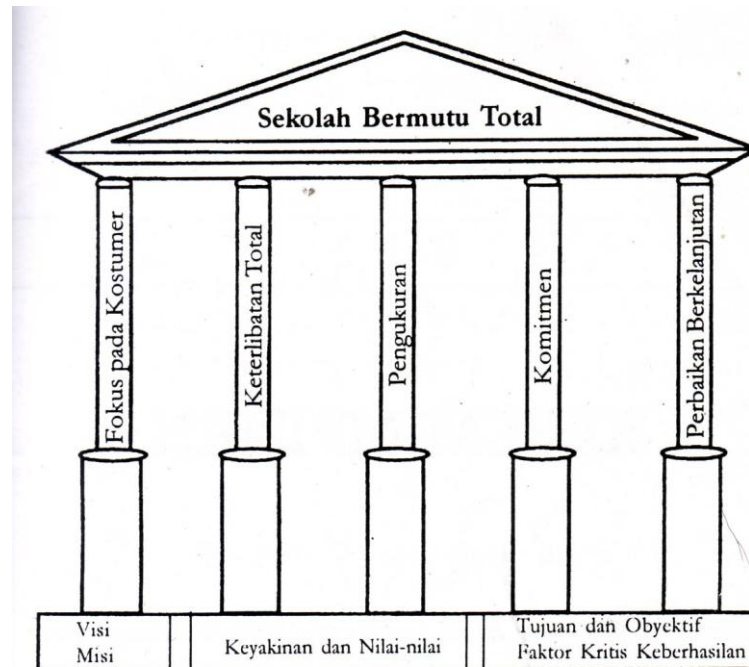 Sekolah Bermutu Total
Fokus pada Kostumer
Keterlibatan Total
Pengukuran
Komitmen
Perbaikan Berkelanjutan
Visi
Misi
Keyakinan dan Nilai-nilai
Tujuan dan Obyektif
Faktor Kritis Keberhasilan